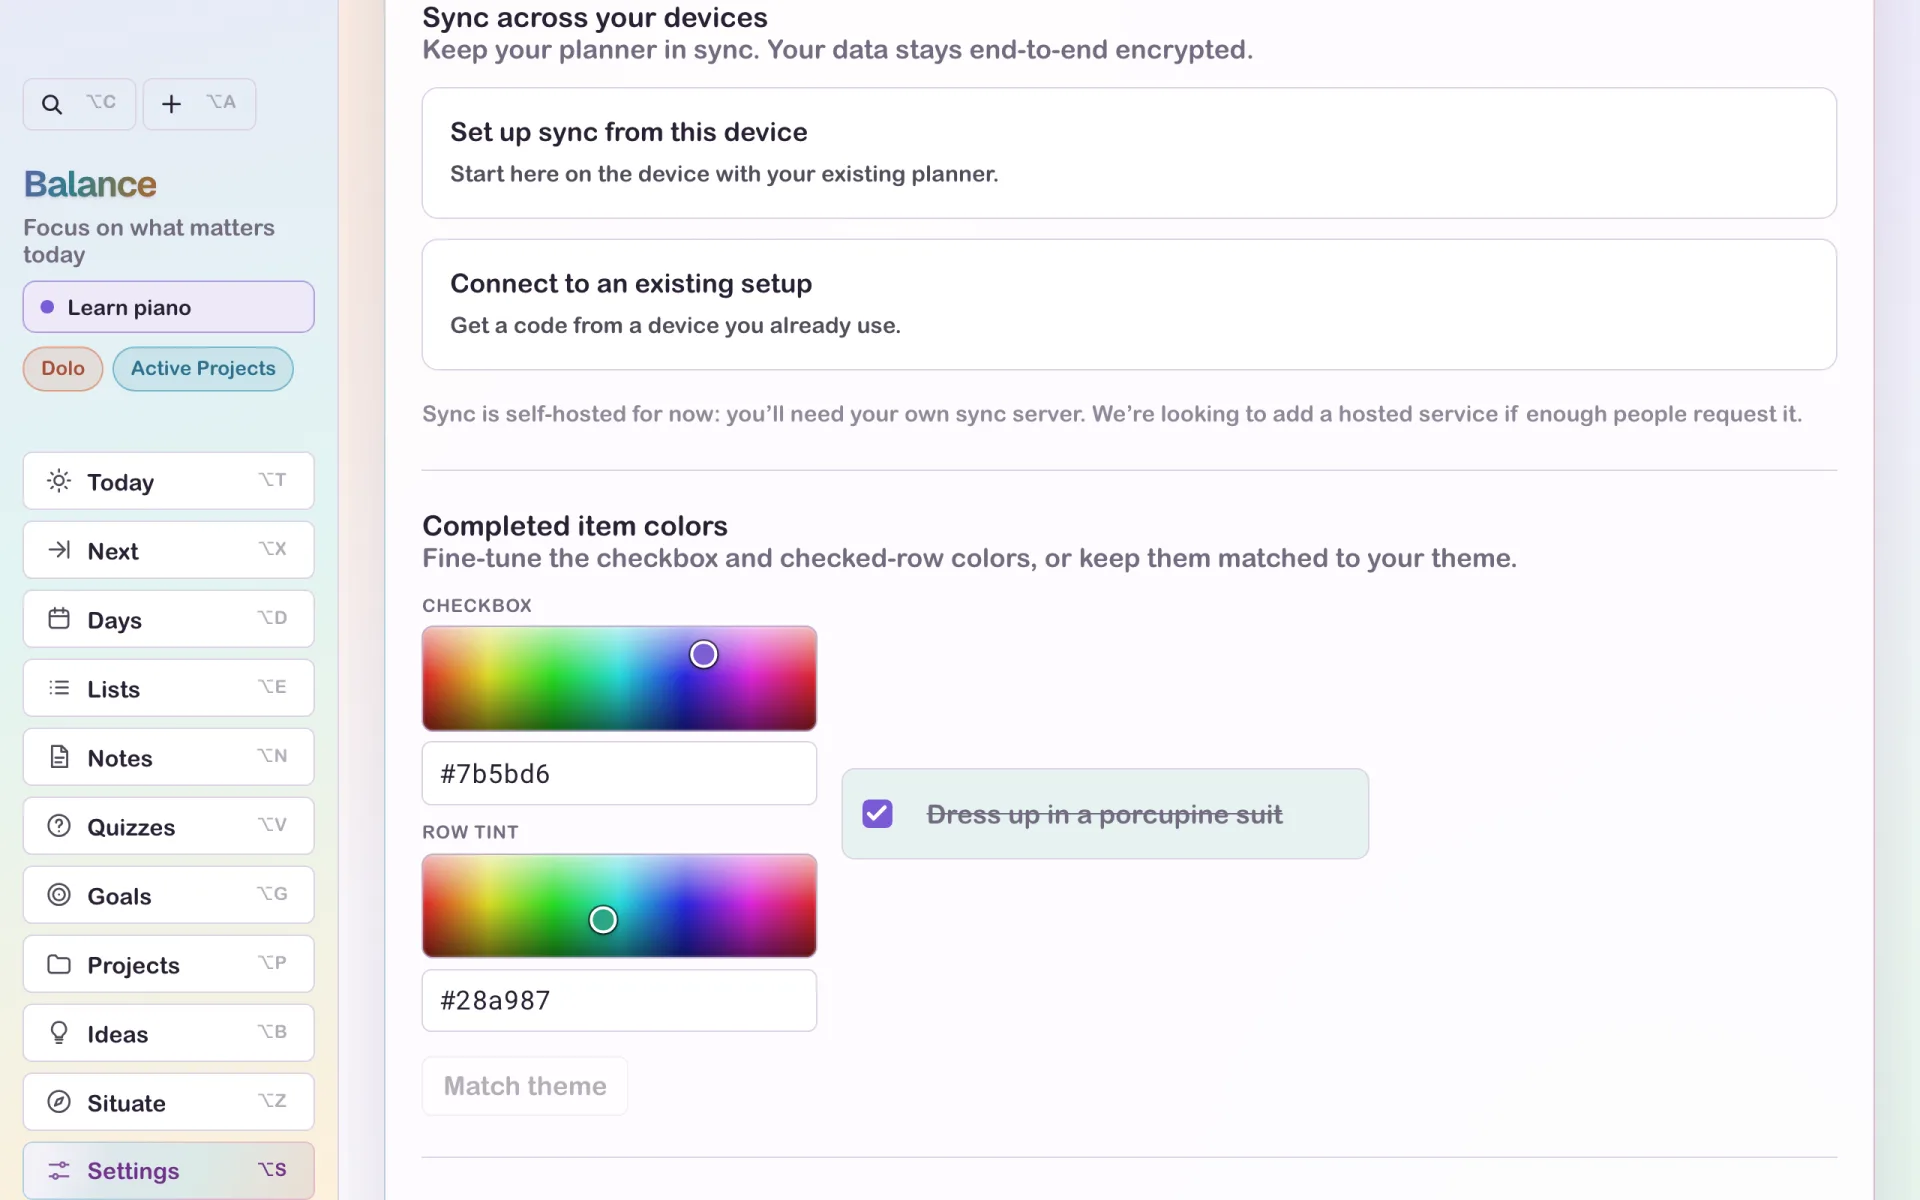 ⌥C
⌥A
Balance
Focus on what matters
today
Learn piano
Dolo
Active Projects
Today ⌥T
Next ⌥X
Days ⌥D
Lists ⌥E
Notes ⌥N
Quizzes ⌥V
Goals ⌥G
Projects ⌥P
Ideas ⌥B
Situate ⌥Z
Settings ⌥S
Sync across your devices
Keep your planner in sync. Your data stays end-to-end encrypted.
Set up sync from this device
Start here on the device with your existing planner.
Connect to an existing setup
Get a code from a device you already use.
Sync is self-hosted for now: you’ll need your own sync server. We’re looking to add a hosted service if enough people request it.
Completed item colors
Fine-tune the checkbox and checked-row colors, or keep them matched to your theme.
CHECKBOX
#7b5bd6
ROW TINT
#28a987
Match theme
Dress up in a porcupine suit